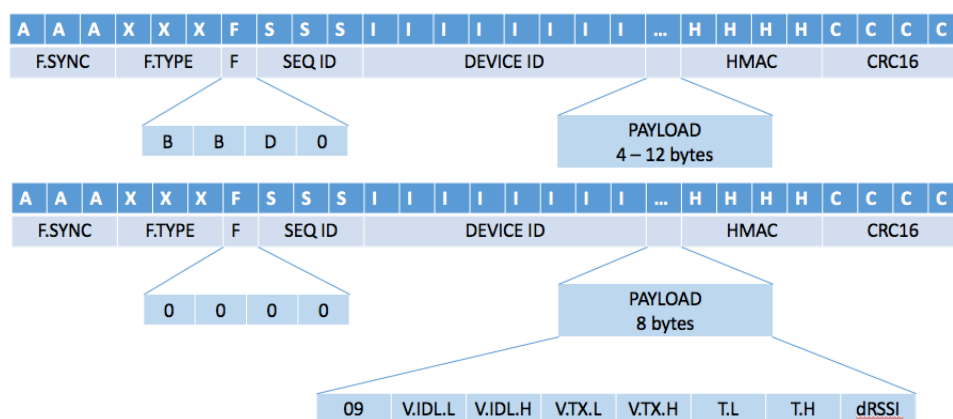 A A A X X X F S S S I I I I I I I I ... H H H H C C C C
F.SYNC F.TYPE F SEQ ID DEVICE ID HMAC CRC16
B B D 0
PAYLOAD
4 – 12 bytes
A A A X X X F S S S I I I I I I I I ... H H H H C C C C
F.SYNC F.TYPE F SEQ ID DEVICE ID HMAC CRC16
0 0 0 0
PAYLOAD
8 bytes
09 V.IDL.L V.IDL.H V.TX.L V.TX.H T.L T.H dRSSI